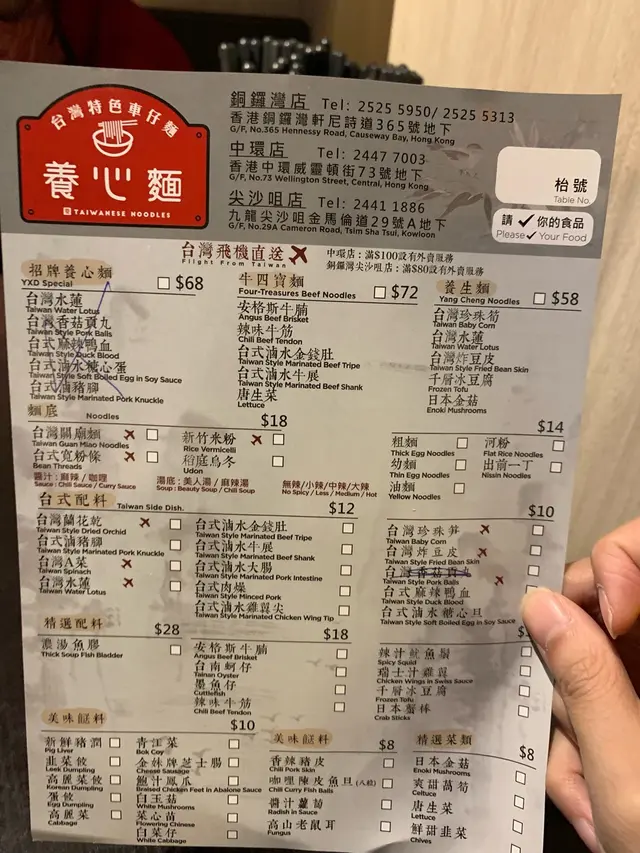 台灣特色車仔麵
養心麵
TAIWANESE NOODLES
銅鑼灣店 Tel: 2525 5950/ 2525 5313
香港銅鑼灣軒尼詩道365號地下
G/F, No.365 Hennessy Road, Causeway Bay, Hong Kong
中環店 Tel: 2447 7003
香港中環威靈頓街73號地下
G/F, No.73 Wellington Street, Central, Hong Kong
尖沙咀店 Tel: 2441 1886
九龍尖沙咀金馬倫道29號A地下
G/F, No.29A Cameron Road, Tsim Sha Tsui, Kowloon
枱號
Table No.
請 ✓ 你的食品
Please ✓ Your Food
台灣飛機直送
Flight From Taiwan
中環店：滿$100設有外賣服務
銅鑼灣尖沙咀店：滿$80設有外賣服務
招牌養心麵 $68
YXD Special
台灣水蓮
Taiwan Water Lotus
台灣香菇貢丸
Taiwan Style Pork Balls
台式麻辣鴨血
Taiwan Style Duck Blood
台式滷水糖心蛋
Taiwan Style Soft Boiled Egg in Soy Sauce
台式滷豬腳
Taiwan Style Marinated Pork Knuckle
牛四寶麵 $72
Four-Treasures Beef Noodles
安格斯牛腩
Angus Beef Brisket
辣味牛筋
Chili Beef Tendon
台式滷水金錢肚
Taiwan Style Marinated Beef Tripe
台式滷水牛展
Taiwan Style Marinated Beef Shank
唐生菜
Lettuce
養生麵 $58
Yang Cheng Noodles
台灣珍珠筍
Taiwan Baby Corn
台灣水蓮
Taiwan Water Lotus
台灣炸豆皮
Taiwan Style Fried Bean Skin
千層冰豆腐
Frozen Tofu
日本金菇
Enoki Mushrooms
麵底 Noodles $18
台灣關廟麵
Taiwan Guan Miao Noodles
台式寬粉條
Bean Threads
新竹米粉
Rice Vermicelli
稻庭烏冬
Udon
$14
粗麵
Thick Egg Noodles
幼麵
Thin Egg Noodles
油麵
Yellow Noodles
河粉
Flat Rice Noodles
出前一丁
Nissin Noodles
醬汁：麻辣 / 咖哩
Sauce : Chili Sauce / Curry Sauce
湯底：美人湯 / 麻辣湯
Soup : Beauty Soup / Chili Soup
無辣/小辣/中辣/大辣
No Spicy / Less / Medium / Hot
台式配料 Taiwan Side Dish. $12
台灣蘭花乾
Taiwan Style Dried Orchid
台式滷豬腳
Taiwan Style Marinated Pork Knuckle
台灣A菜
Taiwan Spinach
台灣水蓮
Taiwan Water Lotus
台式滷水金錢肚
Taiwan Style Marinated Beef Tripe
台式滷水牛展
Taiwan Style Marinated Beef Shank
台式滷水大腸
Taiwan Style Marinated Pork Intestine
台式肉燥
Taiwan Style Minced Pork
台式滷水雞翼尖
Taiwan Style Marinated Chicken Wing Tip
$10
台灣珍珠筍
Taiwan Baby Corn
台灣炸豆皮
Taiwan Style Fried Bean Skin
台灣香菇貢丸
Taiwan Style Pork Balls
台式麻辣鴨血
Taiwan Style Duck Blood
台式滷水糖心旦
Taiwan Style Soft Boiled Egg in Soy Sauce
精選配料 $28
濃湯魚膠
Thick Soup Fish Bladder
$18
安格斯牛腩
Angus Beef Brisket
台南蚵仔
Tainan Oyster
墨魚仔
Cuttlefish
辣味牛筋
Chili Beef Tendon
辣汁魷魚鬚
Spicy Squid
瑞士汁雞翼
Chicken Wings in Swiss Sauce
千層冰豆腐
Frozen Tofu
日本蟹棒
Crab Sticks
美味餸料 $10
新鮮豬潤
Pig Liver
韭菜餃
Leek Dumpling
高麗菜餃
Korean Dumpling
蛋餃
Egg Dumpling
高麗菜
Cabbage
青江菜
Bok Coy
金妹牌芝士腸
Cheese Sausage
鮑汁鳳爪
Braised Chicken Feet in Abalone Sauce
白玉菇
White Mushrooms
菜心苗
Flowering Chinese
白菜仔
White Cabbage
美味餸料 $8
香辣豬皮
Chili Pork Skin
咖哩陳皮魚旦(八粒)
Chili Curry Fish Balls
醬汁蘿蔔
Radish in Sauce
高山老鼠耳
Fungus
精選菜類 $8
日本金菇
Enoki Mushrooms
爽甜萵筍
Celtuce
唐生菜
Lettuce
鮮甜韭菜
Chives